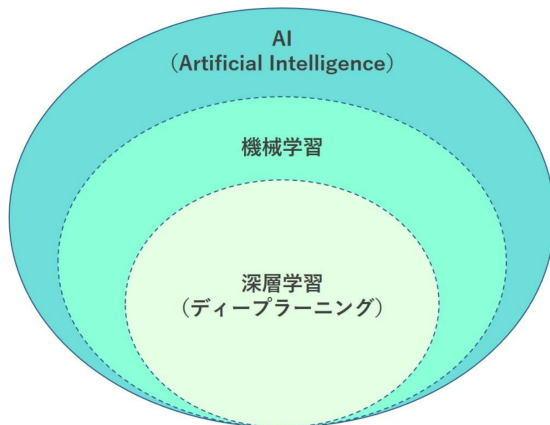 AI
（Artificial Intelligence）
機械学習
深層学習
（ディープラーニング）